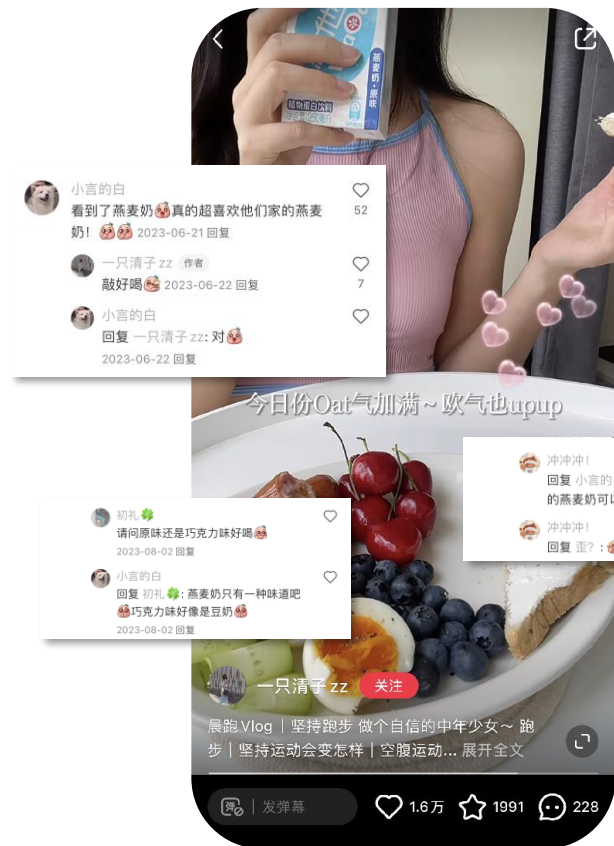 燕麦奶·原味
植物蛋白饮料
小言的白
看到了燕麦奶真的超喜欢他们家的燕麦
52
奶! 2023-06-21 回复
一只清子zz 作者
敲好喝 2023-06-22 回复
7
小言的白
回复 一只清子zz: 对
2023-06-22 回复
今日份Oat气加满~欧气也upup
冲冲冲!
回复 小言的
的燕麦奶可以
冲冲冲!
回复 歪? :
初礼🍀
请问原味还是巧克力味好喝
2023-08-02 回复
小言的白
回复 初礼🍀: 燕麦奶只有一种味道吧
巧克力味好像是豆奶
2023-08-02 回复
一只清子zz 关注
晨跑Vlog | 坚持跑步 做个自信的中年少女~ 跑
步 | 坚持运动会变怎样 | 空腹运动... 展开全文
弹 发弹幕 1.6万 1991 228